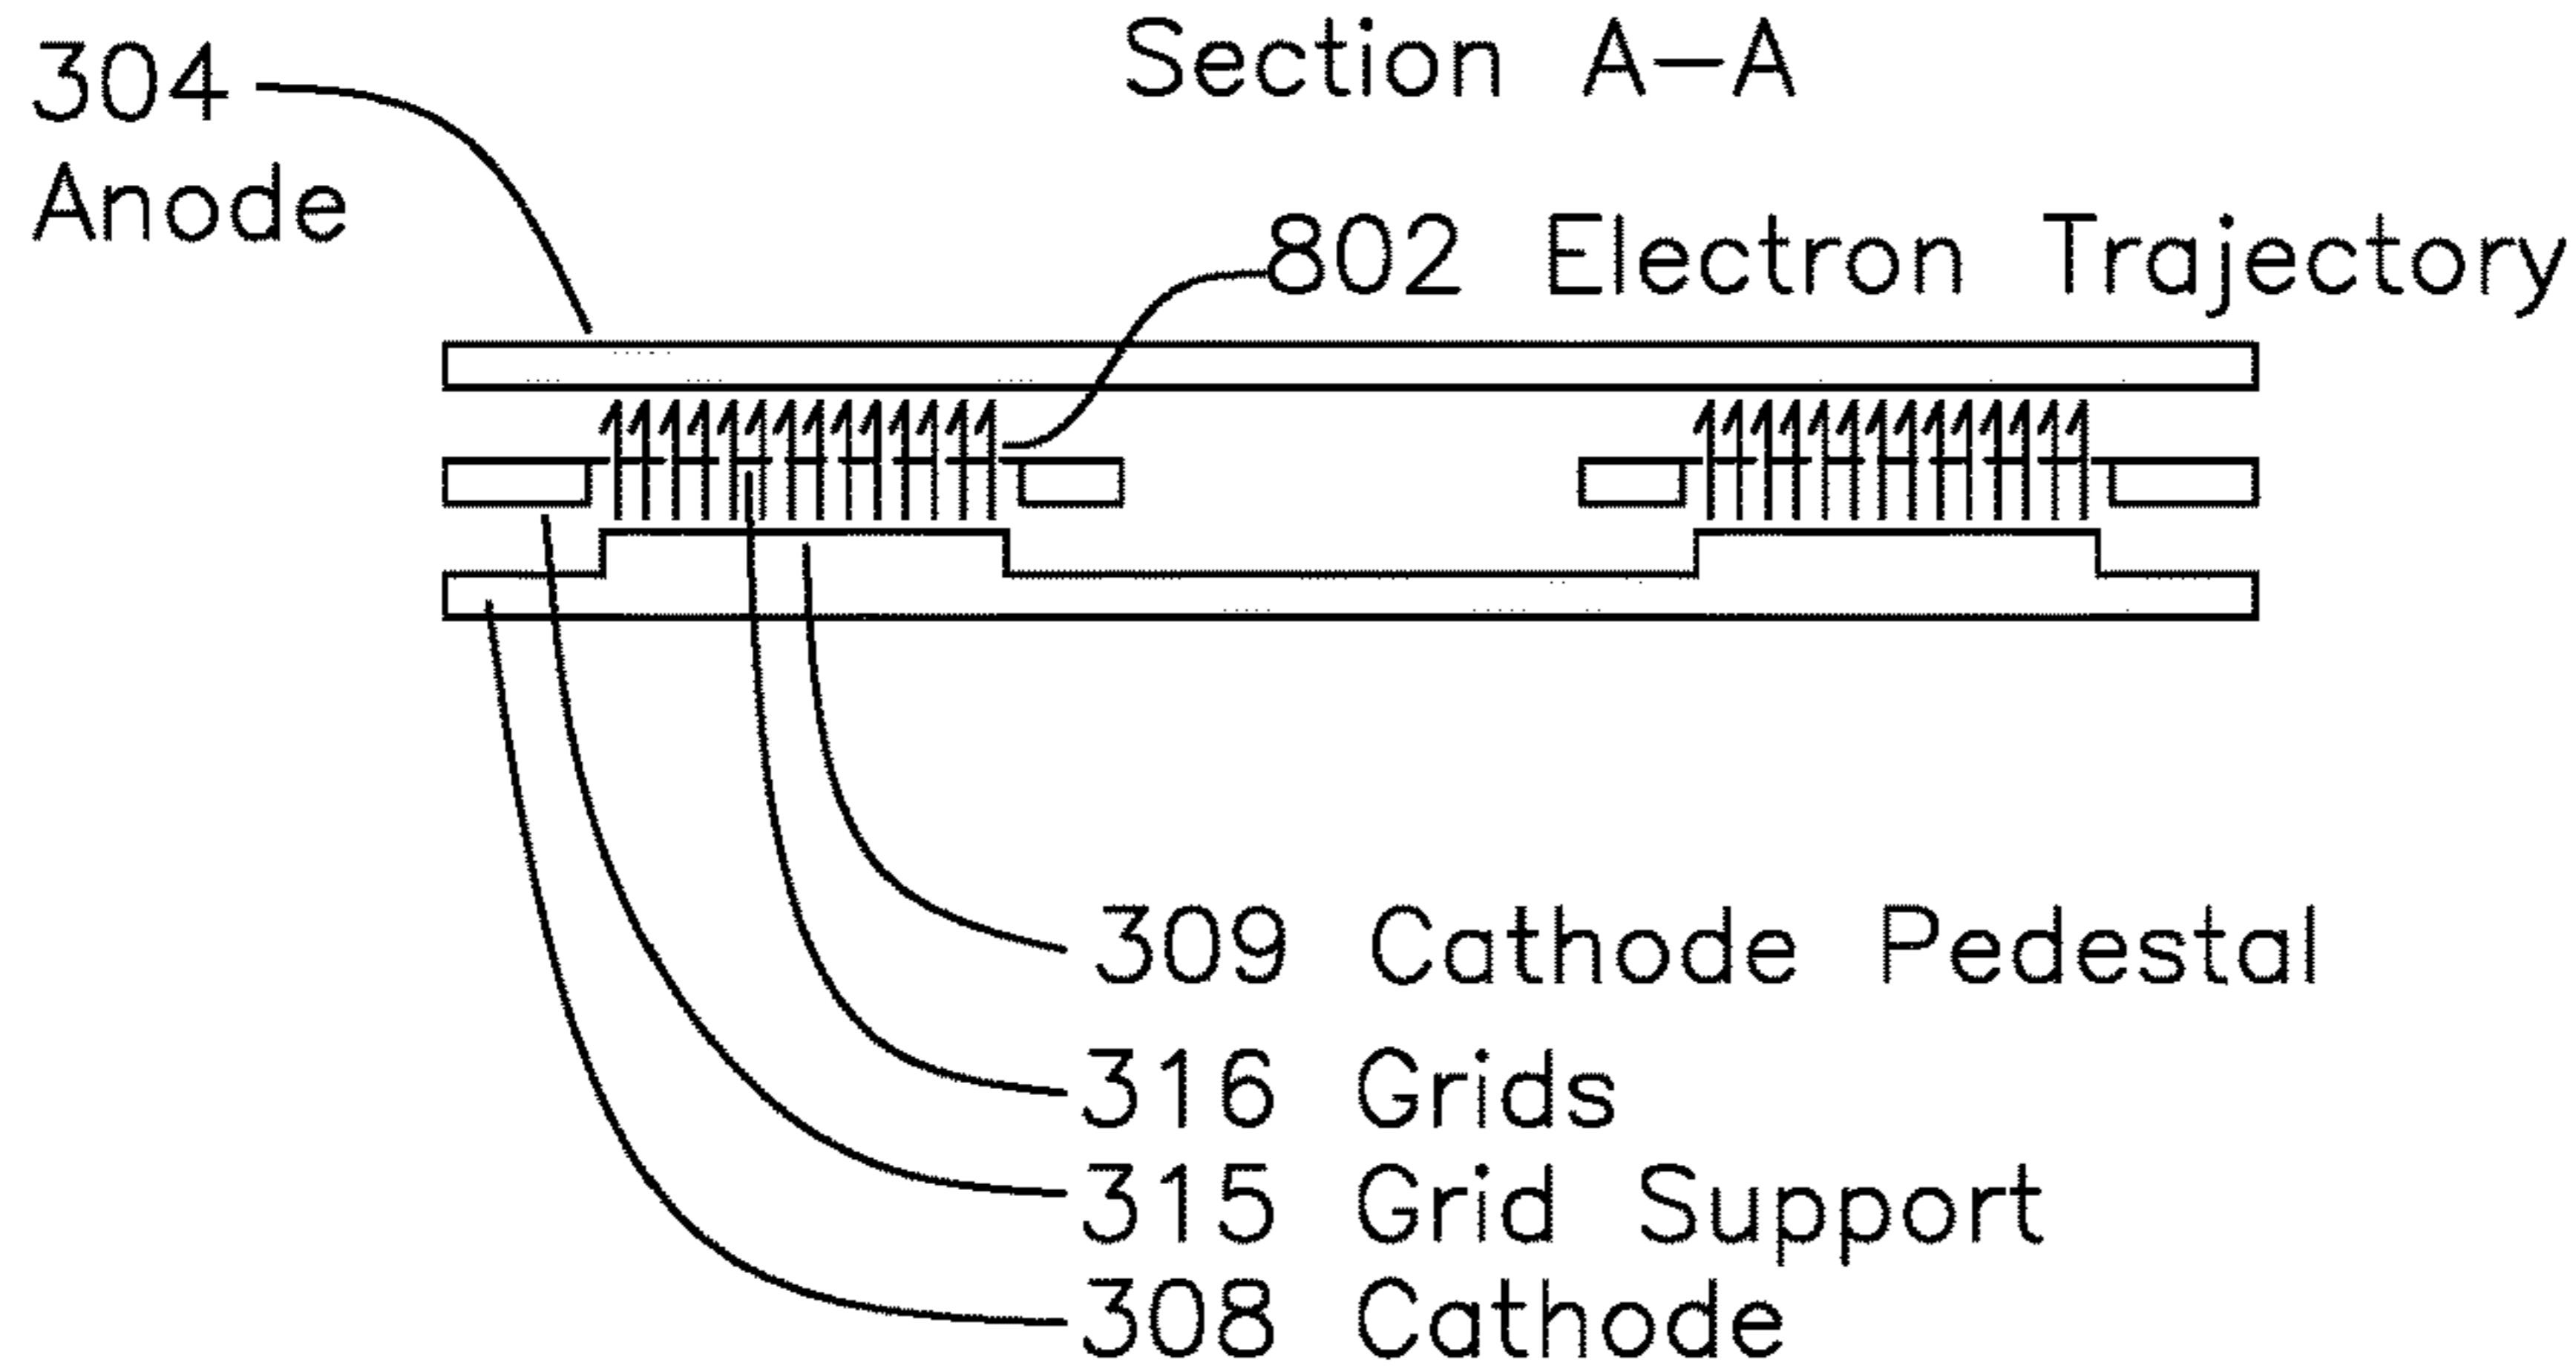 Section A-A
304
Anode
802 Electron Trajectory
309 Cathode Pedestal
316 Grids
315 Grid Support
308 Cathode